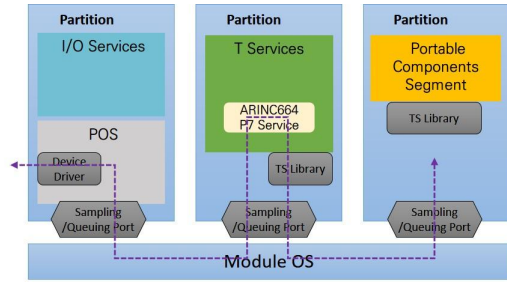 Partition
Partition
Partition
I/O Services
T Services
Portable
Components
Segment
ARINC664
P7 Service
TS Library
POS
Device
Driver
TS Library
Sampling
/Queuing Port
Sampling
/Queuing Port
Sampling
/Queuing Port
Module OS